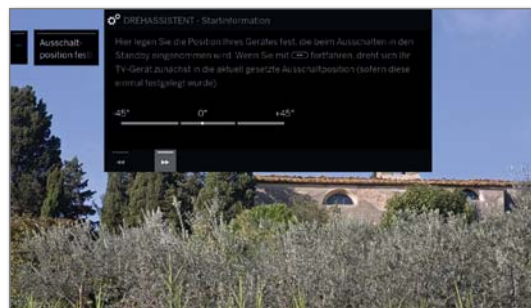 DREHASSISTENT - Startinformation
Ausschalt-
position fest
Hier legen Sie die Position Ihres Gerätes fest, die beim Ausschalten in den
Standby eingenommen wird. Wenn Sie mit fortfahren, dreht sich Ihr
TV-Gerät zunächst in die aktuell gesetzte Ausschaltposition (sofern diese
einmal festgelegt wurde)
-45° 0° +45°